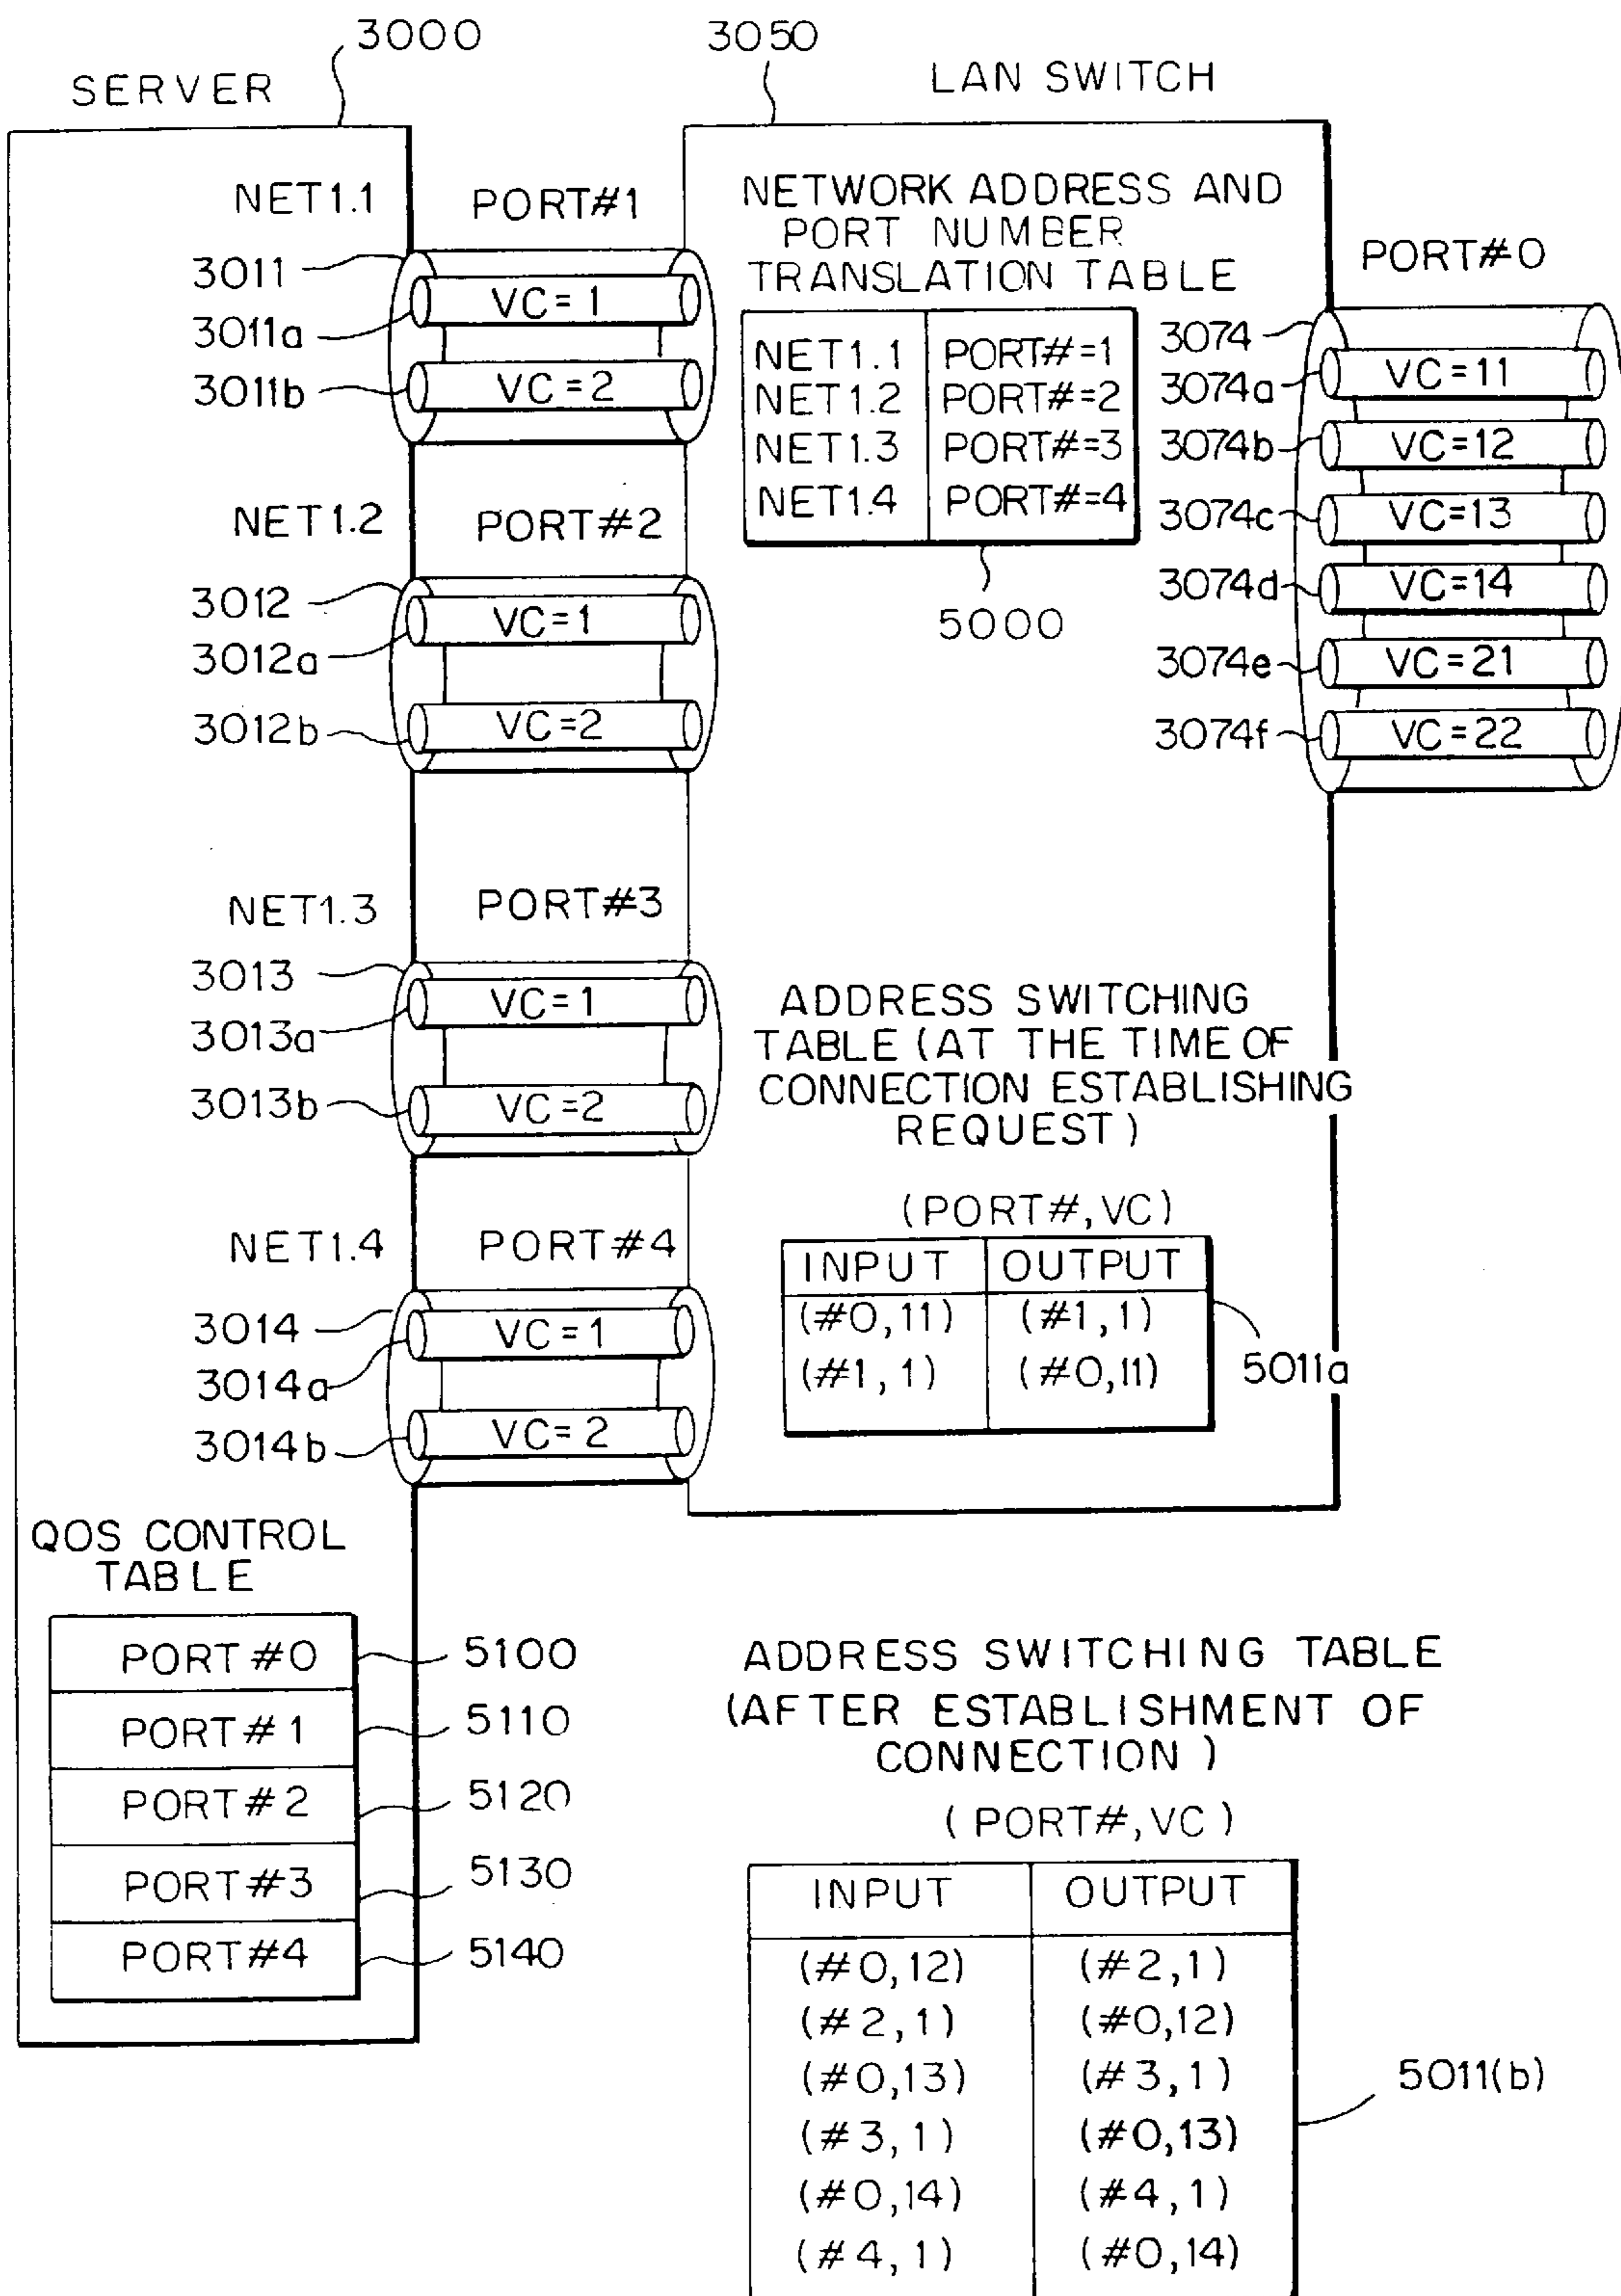 3000
3050
SERVER
LAN SWITCH
NET1.1
PORT#1
3011
3011a
VC=1
3011b
VC=2
NET1.2
PORT#2
3012
3012a
VC=1
3012b
VC=2
NET1.3
PORT#3
3013
3013a
VC=1
3013b
VC=2
NET1.4
PORT#4
3014
3014a
VC=1
3014b
VC=2
NETWORK ADDRESS AND
PORT NUMBER
TRANSLATION TABLE
NET1.1 PORT#=1
NET1.2 PORT#=2
NET1.3 PORT#=3
NET1.4 PORT#=4
5000
PORT#0
3074
3074a VC=11
3074b VC=12
3074c VC=13
3074d VC=14
3074e VC=21
3074f VC=22
ADDRESS SWITCHING
TABLE (AT THE TIME OF
CONNECTION ESTABLISHING
REQUEST)
(PORT#,VC)
INPUT OUTPUT
(#0,11) (#1,1)
(#1,1) (#0,11)
5011a
QOS CONTROL
TABLE
PORT #0 5100
PORT #1 5110
PORT #2 5120
PORT #3 5130
PORT #4 5140
ADDRESS SWITCHING TABLE
(AFTER ESTABLISHMENT OF
CONNECTION)
(PORT#,VC)
INPUT OUTPUT
(#0,12) (#2,1)
(#2,1) (#0,12)
(#0,13) (#3,1)
(#3,1) (#0,13)
(#0,14) (#4,1)
(#4,1) (#0,14)
5011(b)